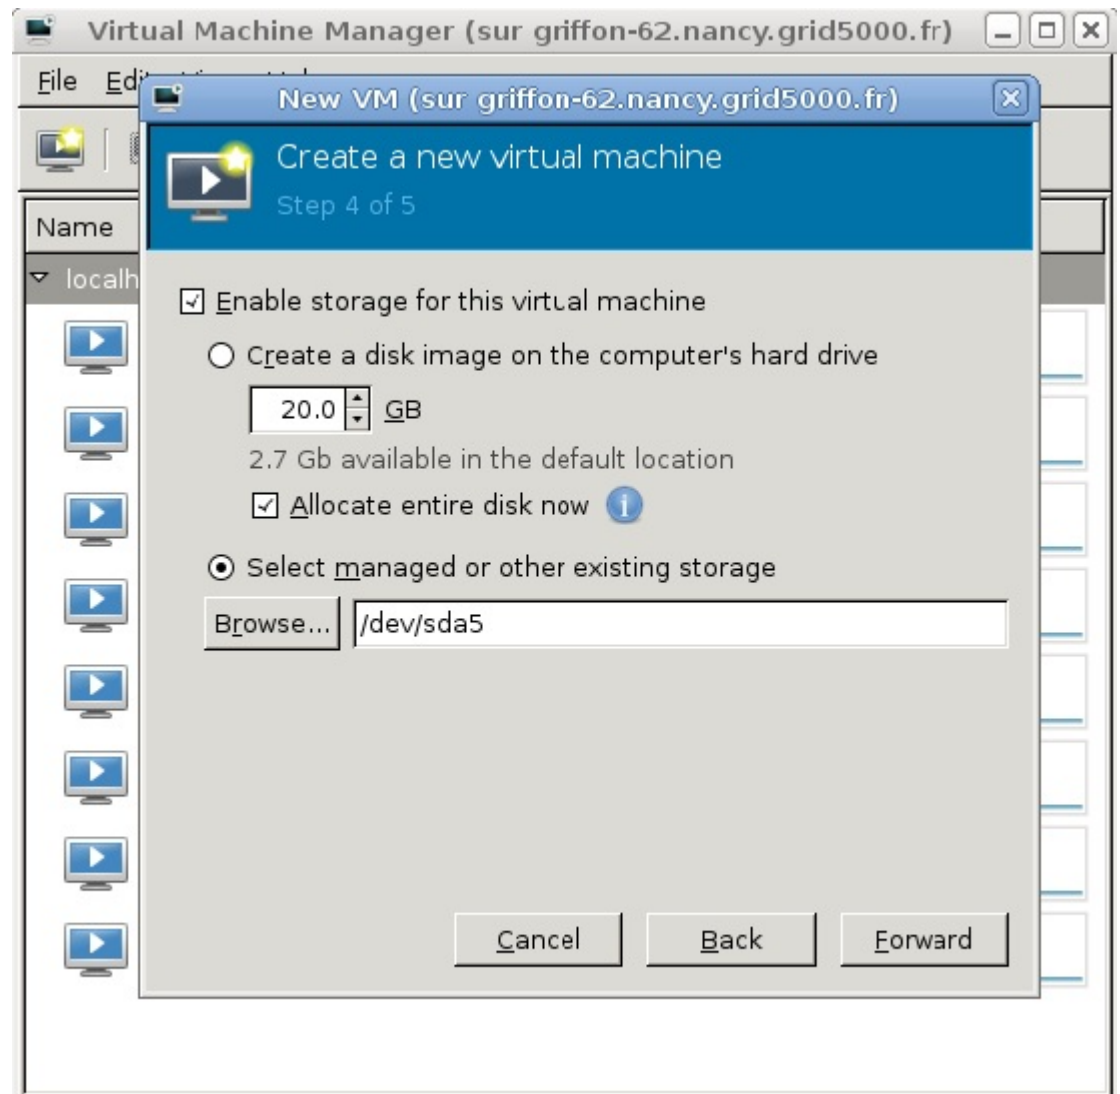 Virtual Machine Manager (sur griffon-62.nancy.grid5000.fr)
File
New VM (sur griffon-62.nancy.grid5000.fr)
Create a new virtual machine
Step 4 of 5
Name
localh
Enable storage for this virtual machine
Create a disk image on the computer's hard drive
20.0 GB
2.7 Gb available in the default location
Allocate entire disk now
Select managed or other existing storage
Browse... /dev/sda5
Cancel Back Forward